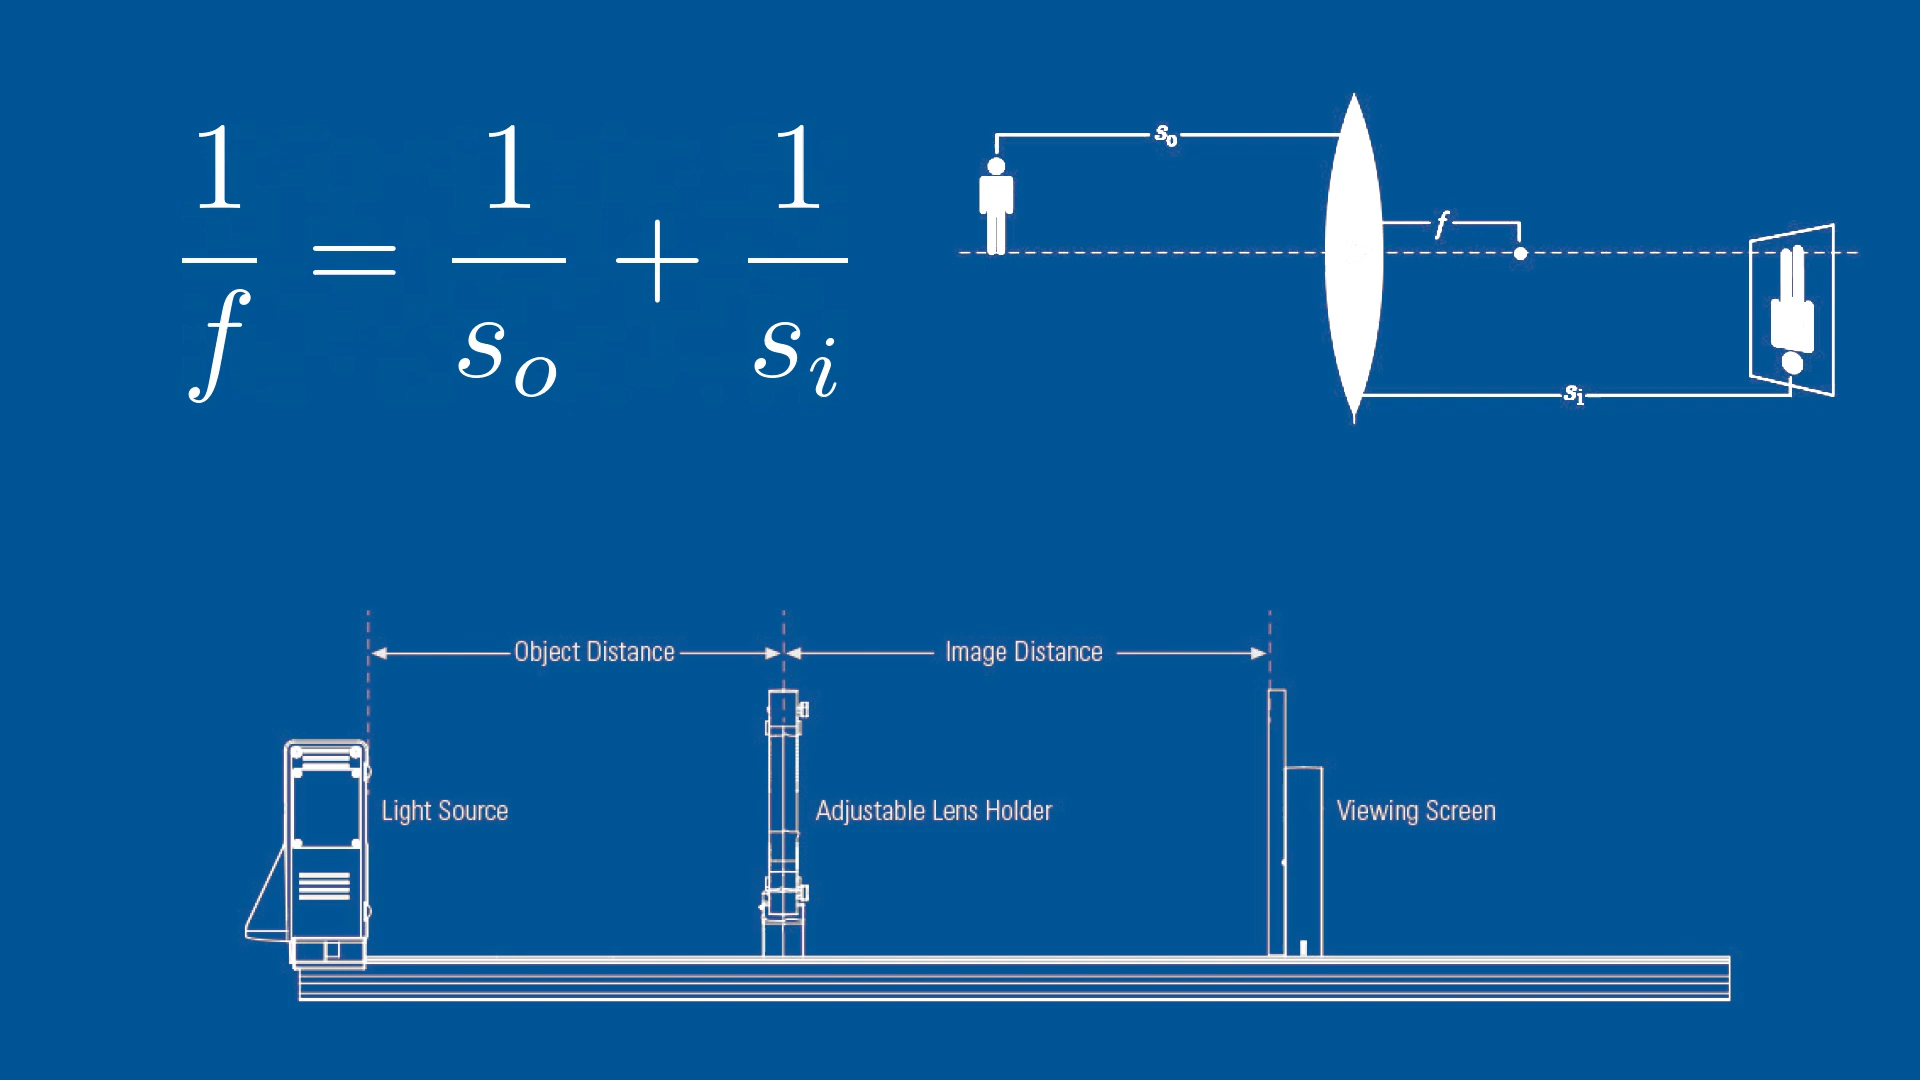 1/f = 1/s_o + 1/s_i
s_o
f
s_i
Object Distance
Image Distance
Light Source
Adjustable Lens Holder
Viewing Screen